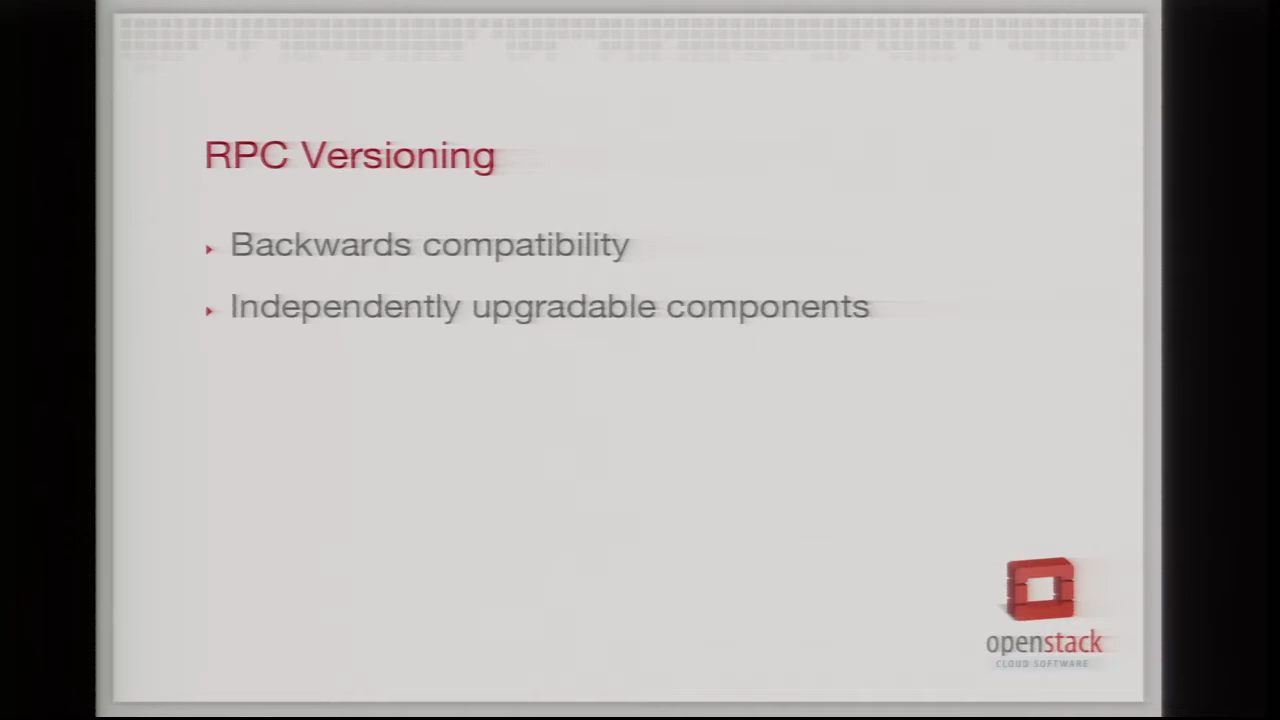 RPC Versioning
Backwards compatibility
Independently upgradable components
openstack
CLOUD SOFTWARE